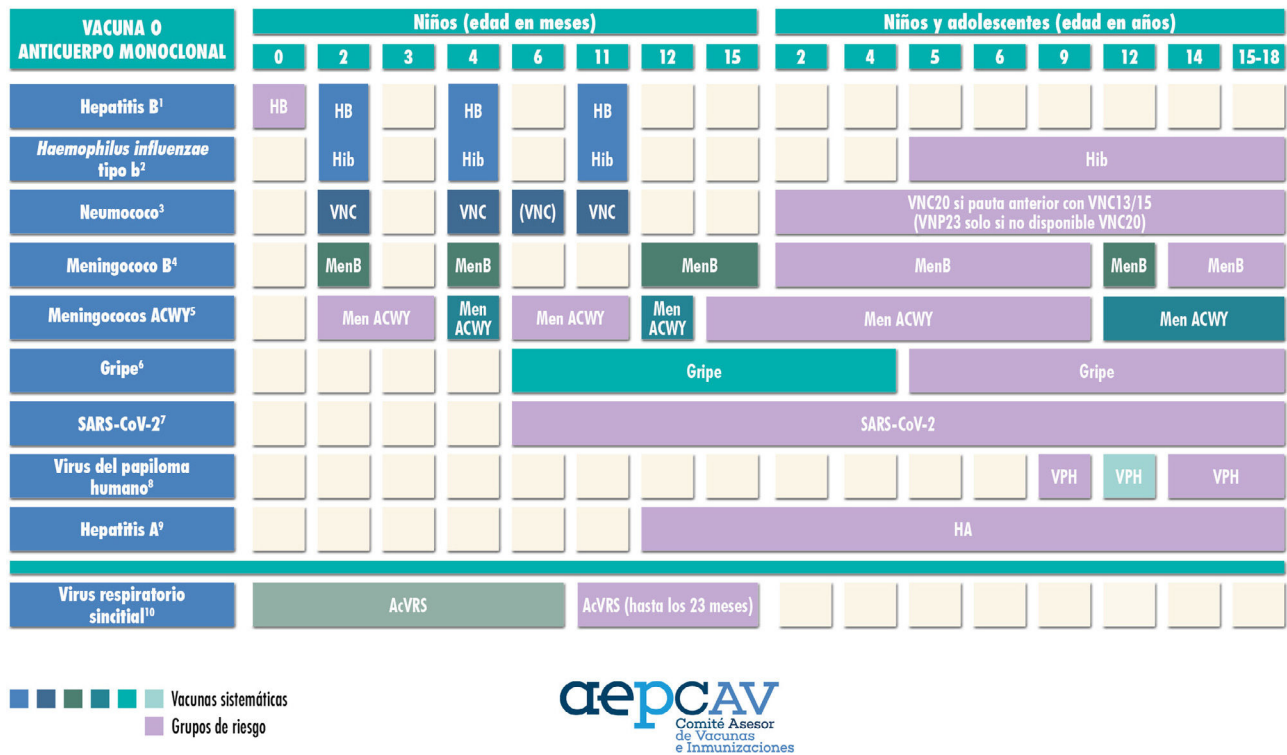 VACUNA O
ANTICUERPO MONOCLONAL
Niños (edad en meses)
Niños y adolescentes (edad en años)
0 2 3 4 6 11 12 15 2 4 5 6 9 12 14 15-18
Hepatitis B¹
HB HB HB HB
Haemophilus influenzae
tipo b²
Hib Hib Hib Hib
Neumococo³
VNC VNC (VNC) VNC
VNC20 si pauta anterior con VNC13/15
(VNP23 solo si no disponible VNC20)
Meningococo B⁴
MenB MenB MenB MenB MenB MenB
Meningococos ACWY⁵
Men ACWY
Men
ACWY
Men ACWY
Men
ACWY
Men ACWY
Men ACWY
Gripe⁶
Gripe Gripe
SARS-CoV-2⁷
SARS-CoV-2
Virus del papiloma
humano⁸
VPH VPH VPH
Hepatitis A⁹
HA
Virus respiratorio
sincitial¹⁰
AcVRS
AcVRS (hasta los 23 meses)
Vacunas sistemáticas
Grupos de riesgo
aepCAV
Comité Asesor
de Vacunas
e Inmunizaciones